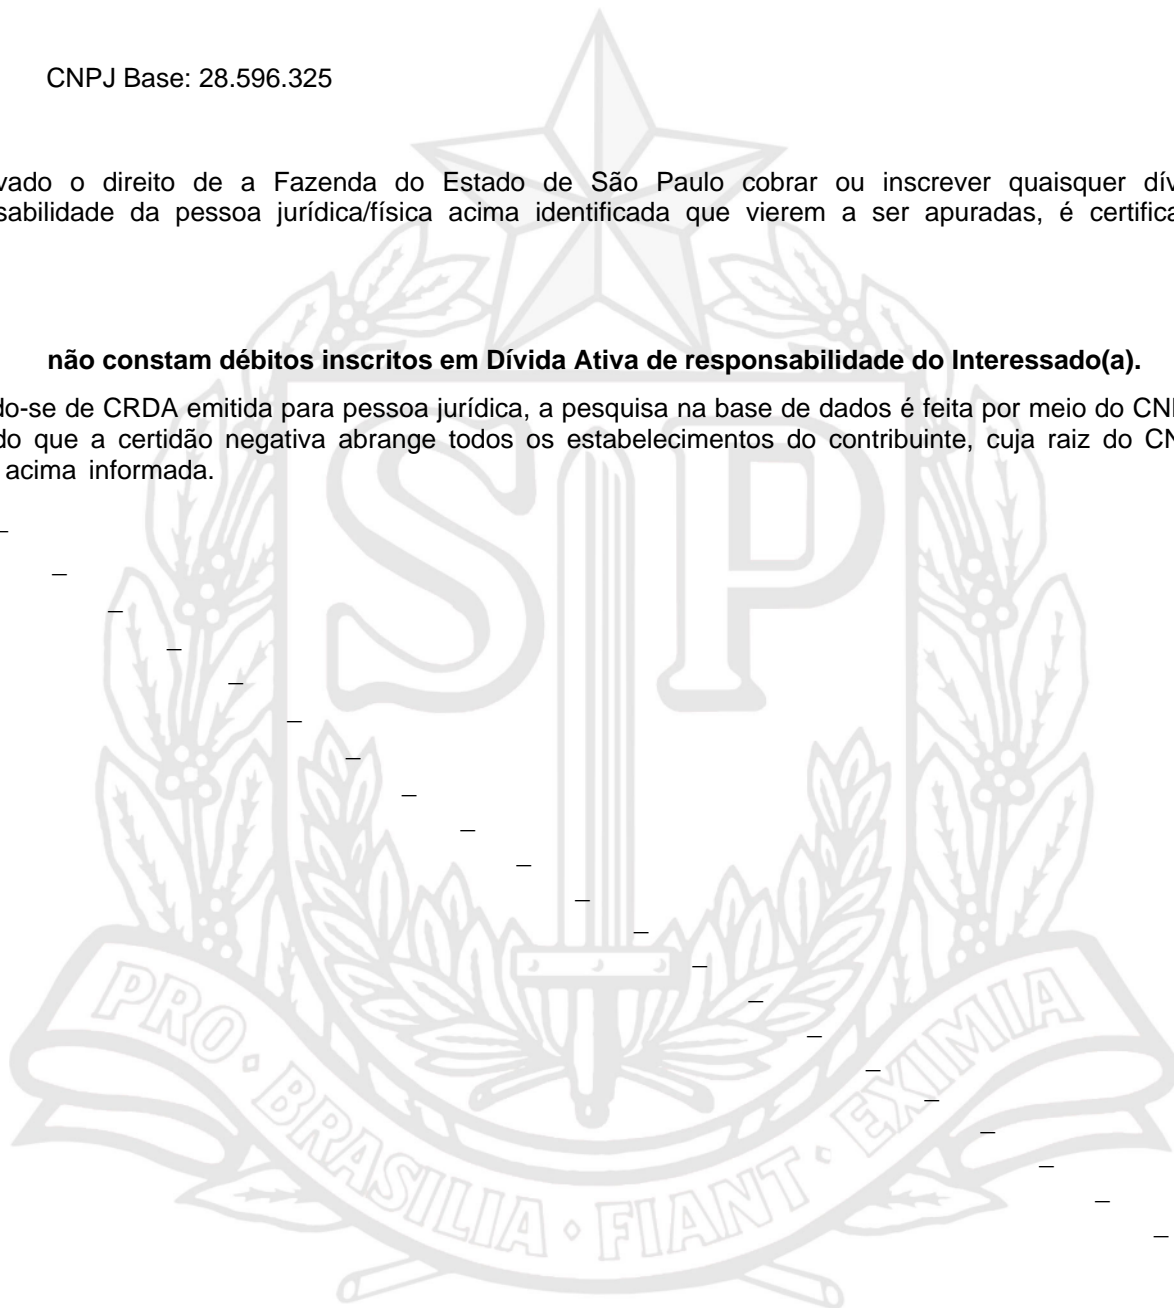 CNPJ Base: 28.596.325
vado o direito de a Fazenda do Estado de São Paulo cobrar ou inscrever quaisquer dív
sabilidade da pessoa jurídica/física acima identificada que vierem a ser apuradas, é certifica
não constam débitos inscritos em Dívida Ativa de responsabilidade do Interessado(a).
do-se de CRDA emitida para pessoa jurídica, a pesquisa na base de dados é feita por meio do CN
do que a certidão negativa abrange todos os estabelecimentos do contribuinte, cuja raiz do CN
acima informada.
SP
PRO • BRASILIA • FIANT • EXIMIA